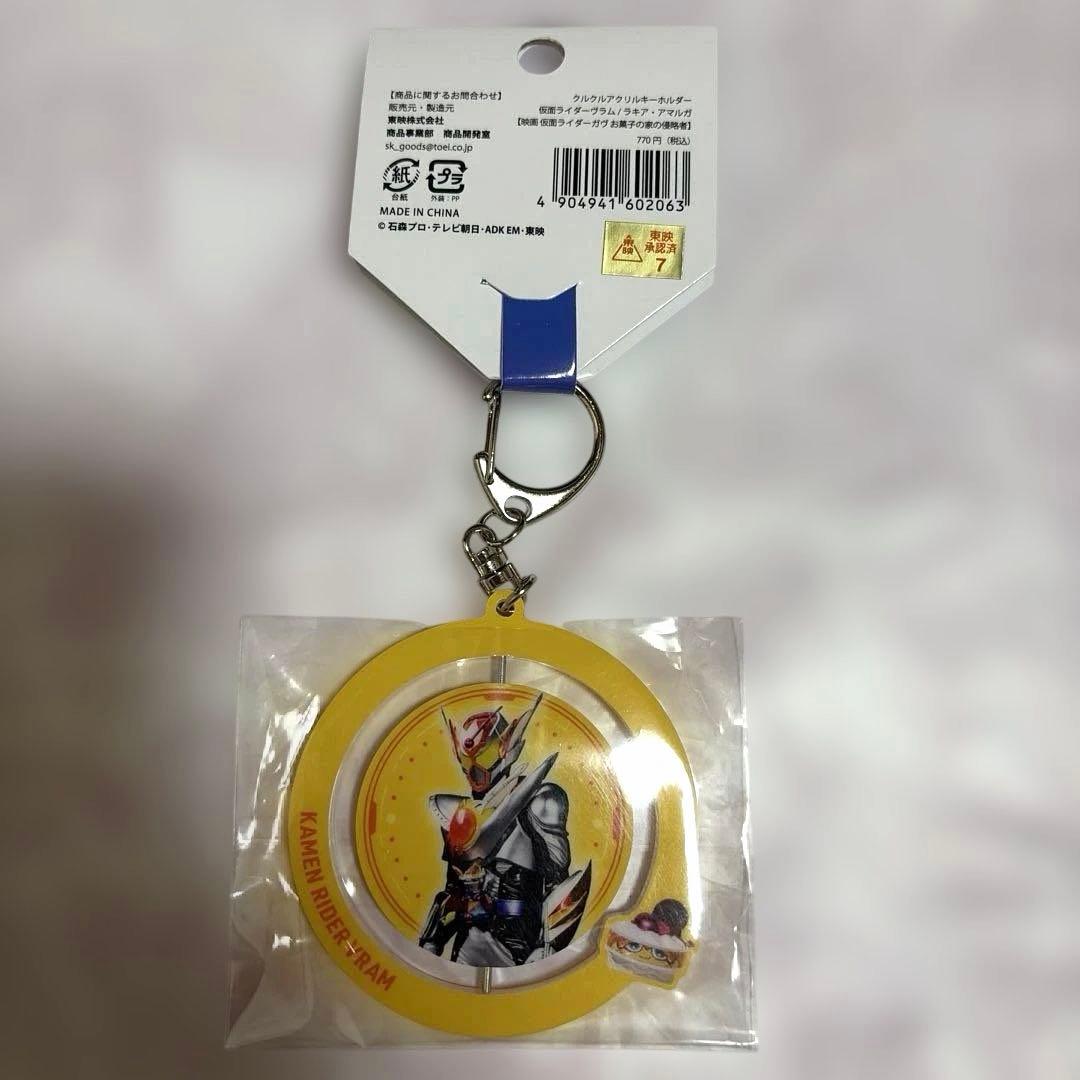 【商品に関するお問合わせ】
販売元・製造元
東映株式会社
商品事業部 商品開発室
sk_goods@toei.co.jp
紙
台紙
プラ
外装:PP
MADE IN CHINA
© 石森プロ・テレビ朝日・ADK EM・東映
クルクルアクリルキーホルダー
仮面ライダーヴラム / ラキア・アマルガ
【映画 仮面ライダーガヴ お菓子の家の侵略者】
770円(税込)
4 904941 602063
東映
東映
承認済
7
KAMEN RIDER VRAM